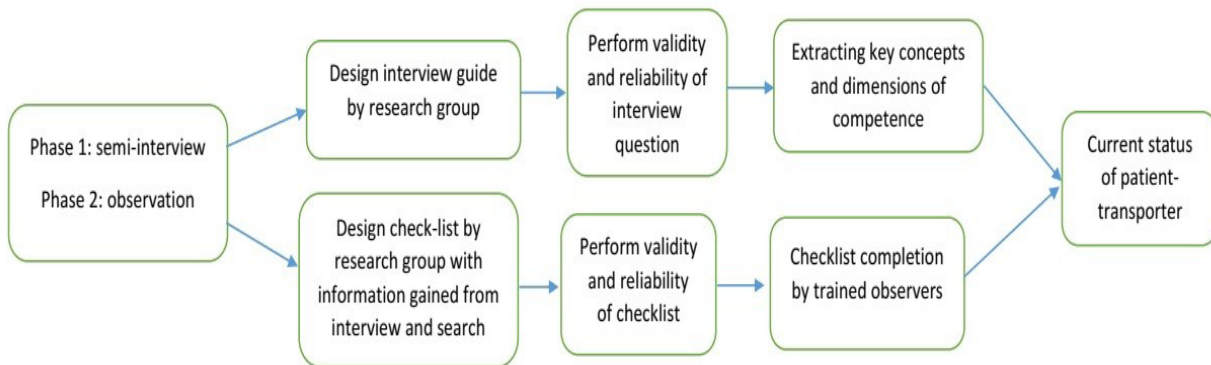 Phase 1: semi-interview
Phase 2: observation
Design interview guide
by research group
Perform validity
and reliability of
interview
question
Extracting key concepts
and dimensions of
competence
Design check-list by
research group with
information gained from
interview and search
Perform validity
and reliability
of checklist
Checklist completion
by trained observers
Current status
of patient-
transporter